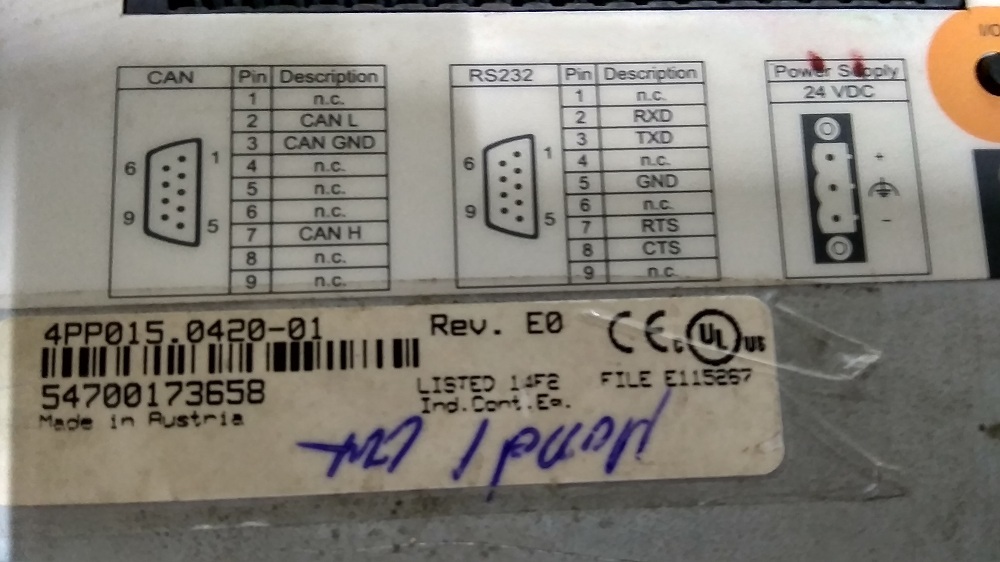 CAN Pin Description
1 n.c.
2 CAN L
3 CAN GND
4 n.c.
5 n.c.
6 n.c.
7 CAN H
8 n.c.
9 n.c.
6 1
9 5
RS232 Pin Description
1 n.c.
2 RXD
3 TXD
4 n.c.
5 GND
6 n.c.
7 RTS
8 CTS
9 n.c.
6 1
9 5
Power Supply
24 VDC
+
-
4PP015.0420-01 Rev. E0
CE c UL us
54700173658
LISTED 14F2 FILE E115267
Ind.Cont.Eq.
Made in Austria